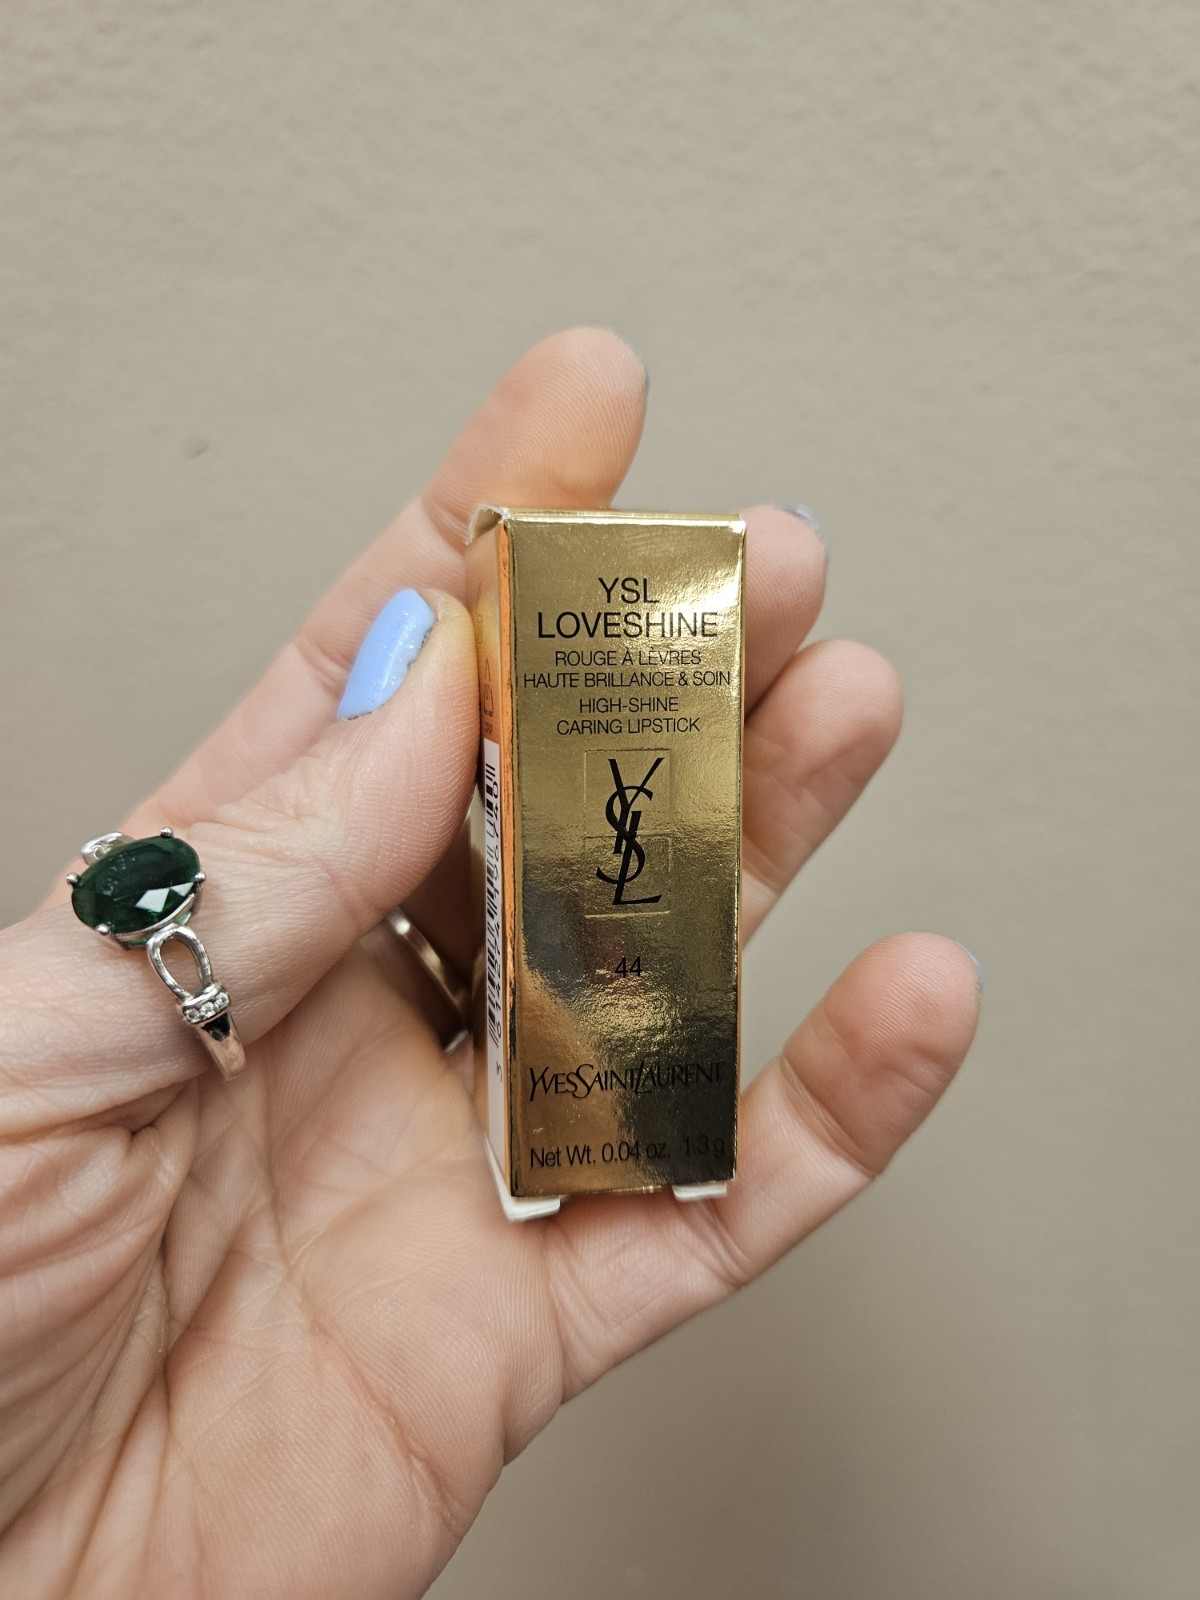 YSL
LOVESHINE
ROUGE À LÈVRES
HAUTE BRILLANCE & SOIN
HIGH-SHINE
CARING LIPSTICK
YSL
44
YVESSAINTLAURENT
Net Wt. 0.04 oz. 1.3 g